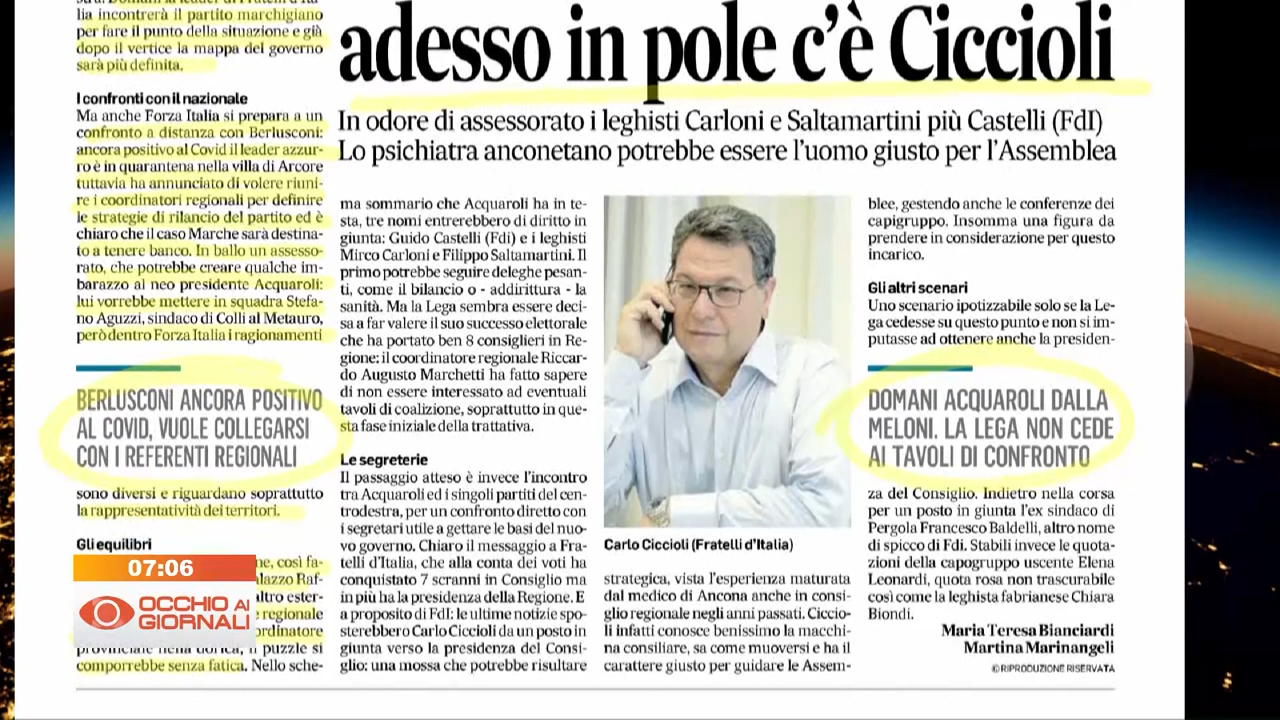 adesso in pole c'è Ciccioli
In odore di assessorato i leghisti Carloni e Saltamartini più Castelli (FdI)
Lo psichiatra anconetano potrebbe essere l'uomo giusto per l'Assemblea
lia incontrerà il partito marchigiano
per fare il punto della situazione e già
dopo il vertice la mappa del governo
sarà più definita.
I confronti con il nazionale
Ma anche Forza Italia si prepara a un
confronto a distanza con Berlusconi:
ancora positivo al Covid il leader azzur-
ro è in quarantena nella villa di Arcore
tuttavia ha annunciato di volere riuni-
re i coordinatori regionali per definire
le strategie di rilancio del partito ed è
chiaro che il caso Marche sarà destina-
to a tenere banco. In ballo un assesso-
rato, che potrebbe creare qualche im-
barazzo al neo presidente Acquaroli:
lui vorrebbe mettere in squadra Stefa-
no Aguzzi, sindaco di Colli al Metauro,
però dentro Forza Italia i ragionamenti
BERLUSCONI ANCORA POSITIVO
AL COVID, VUOLE COLLEGARSI
CON I REFERENTI REGIONALI
sono diversi e riguardano soprattutto
la rappresentatività dei territori.
Gli equilibri
ne, così fa-
alazzo Raf-
altro ester-
regionale
ordinatore
puzzle si
comporrebbe senza fatica. Nello sche-
07:06
OCCHIO AI
GIORNALI
ma sommario che Acquaroli ha in te-
sta, tre nomi entrerebbero di diritto in
giunta: Guido Castelli (Fdi) e i leghisti
Mirco Carloni e Filippo Saltamartini. Il
primo potrebbe seguire deleghe pesan-
ti, come il bilancio o - addirittura - la
sanità. Ma la Lega sembra essere deci-
sa a far valere il suo successo elettorale
che ha portato ben 8 consiglieri in Re-
gione: il coordinatore regionale Riccar-
do Augusto Marchetti ha fatto sapere
di non essere interessato ad eventuali
tavoli di coalizione, soprattutto in que-
sta fase iniziale della trattativa.
Le segreterie
Il passaggio atteso è invece l'incontro
tra Acquaroli ed i singoli partiti del cen-
trodestra, per un confronto diretto con
i segretari utile a gettare le basi del nuo-
vo governo. Chiaro il messaggio a Fra-
telli d'Italia, che alla conta dei voti ha
conquistato 7 scranni in Consiglio ma
in più ha la presidenza della Regione. E
a proposito di FdI: le ultime notizie spo-
sterebbero Carlo Ciccioli da un posto in
giunta verso la presidenza del Consi-
glio: una mossa che potrebbe risultare
Carlo Ciccioli (Fratelli d'Italia)
strategica, vista l'esperienza maturata
dal medico di Ancona anche in consi-
glio regionale negli anni passati. Ciccio-
li infatti conosce benissimo la macchi-
na consiliare, sa come muoversi e ha il
carattere giusto per guidare le Assem-
blee, gestendo anche le conferenze dei
capigruppo. Insomma una figura da
prendere in considerazione per questo
incarico.
Gli altri scenari
Uno scenario ipotizzabile solo se la Le-
ga cedesse su questo punto e non si im-
putasse ad ottenere anche la presiden-
DOMANI ACQUAROLI DALLA
MELONI. LA LEGA NON CEDE
AI TAVOLI DI CONFRONTO
za del Consiglio. Indietro nella corsa
per un posto in giunta l'ex sindaco di
Pergola Francesco Baldelli, altro nome
di spicco di Fdi. Stabili invece le quota-
zioni della capogruppo uscente Elena
Leonardi, quota rosa non trascurabile
così come la leghista fabrianese Chiara
Biondi.
Maria Teresa Bianciardi
Martina Marinangeli
©RIPRODUZIONE RISERVATA